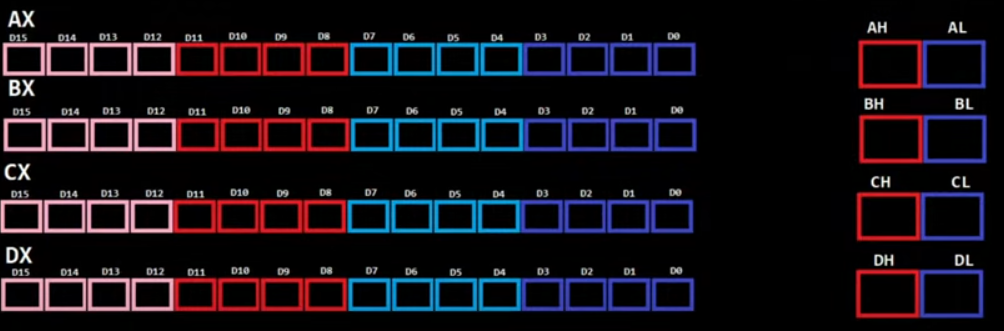 AX
D15 D14 D13 D12 D11 D10 D9 D8 D7 D6 D5 D4 D3 D2 D1 D0
AH AL
BX
D15 D14 D13 D12 D11 D10 D9 D8 D7 D6 D5 D4 D3 D2 D1 D0
BH BL
CX
D15 D14 D13 D12 D11 D10 D9 D8 D7 D6 D5 D4 D3 D2 D1 D0
CH CL
DX
D15 D14 D13 D12 D11 D10 D9 D8 D7 D6 D5 D4 D3 D2 D1 D0
DH DL